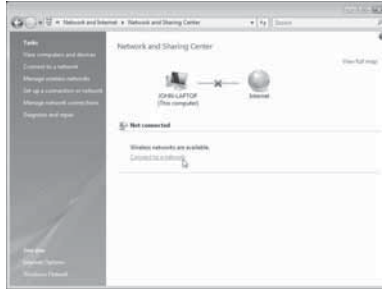 Network and Internet ▸ Network and Sharing Center
Search
Tasks
View computers and devices
Connect to a network
Manage wireless networks
Set up a connection or network
Manage network connections
Diagnose and repair
Network and Sharing Center
View full map
JOHN-LAPTOP
(This computer)
Internet
Not connected
Wireless networks are available.
Connect to a network
See also
Internet Options
Windows Firewall